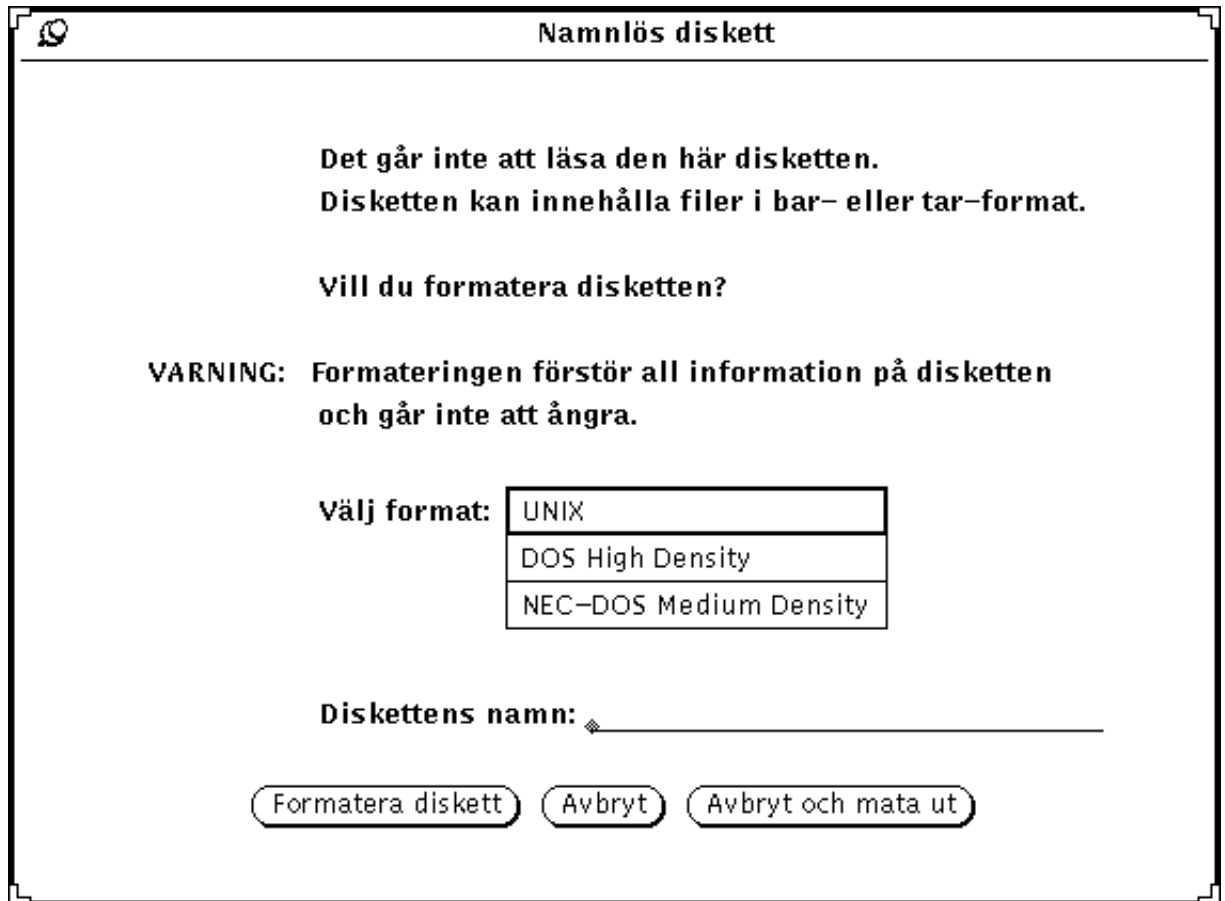 Namnlös diskett
Det går inte att läsa den här disketten.
Disketten kan innehålla filer i bar− eller tar−format.
Vill du formatera disketten?
VARNING: Formateringen förstör all information på disketten
och går inte att ångra.
Välj format: UNIX
DOS High Density
NEC−DOS Medium Density
Diskettens namn:
Formatera diskett Avbryt Avbryt och mata ut